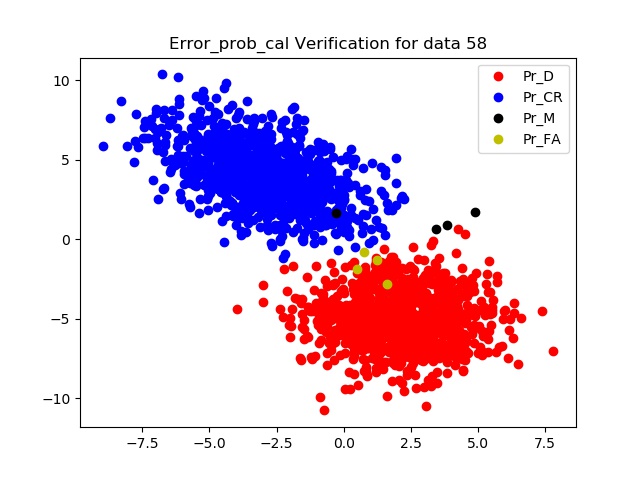 Error_prob_cal Verification for data 58
Pr_D
Pr_CR
Pr_M
Pr_FA
10
5
0
−5
−10
−7.5 −5.0 −2.5 0.0 2.5 5.0 7.5